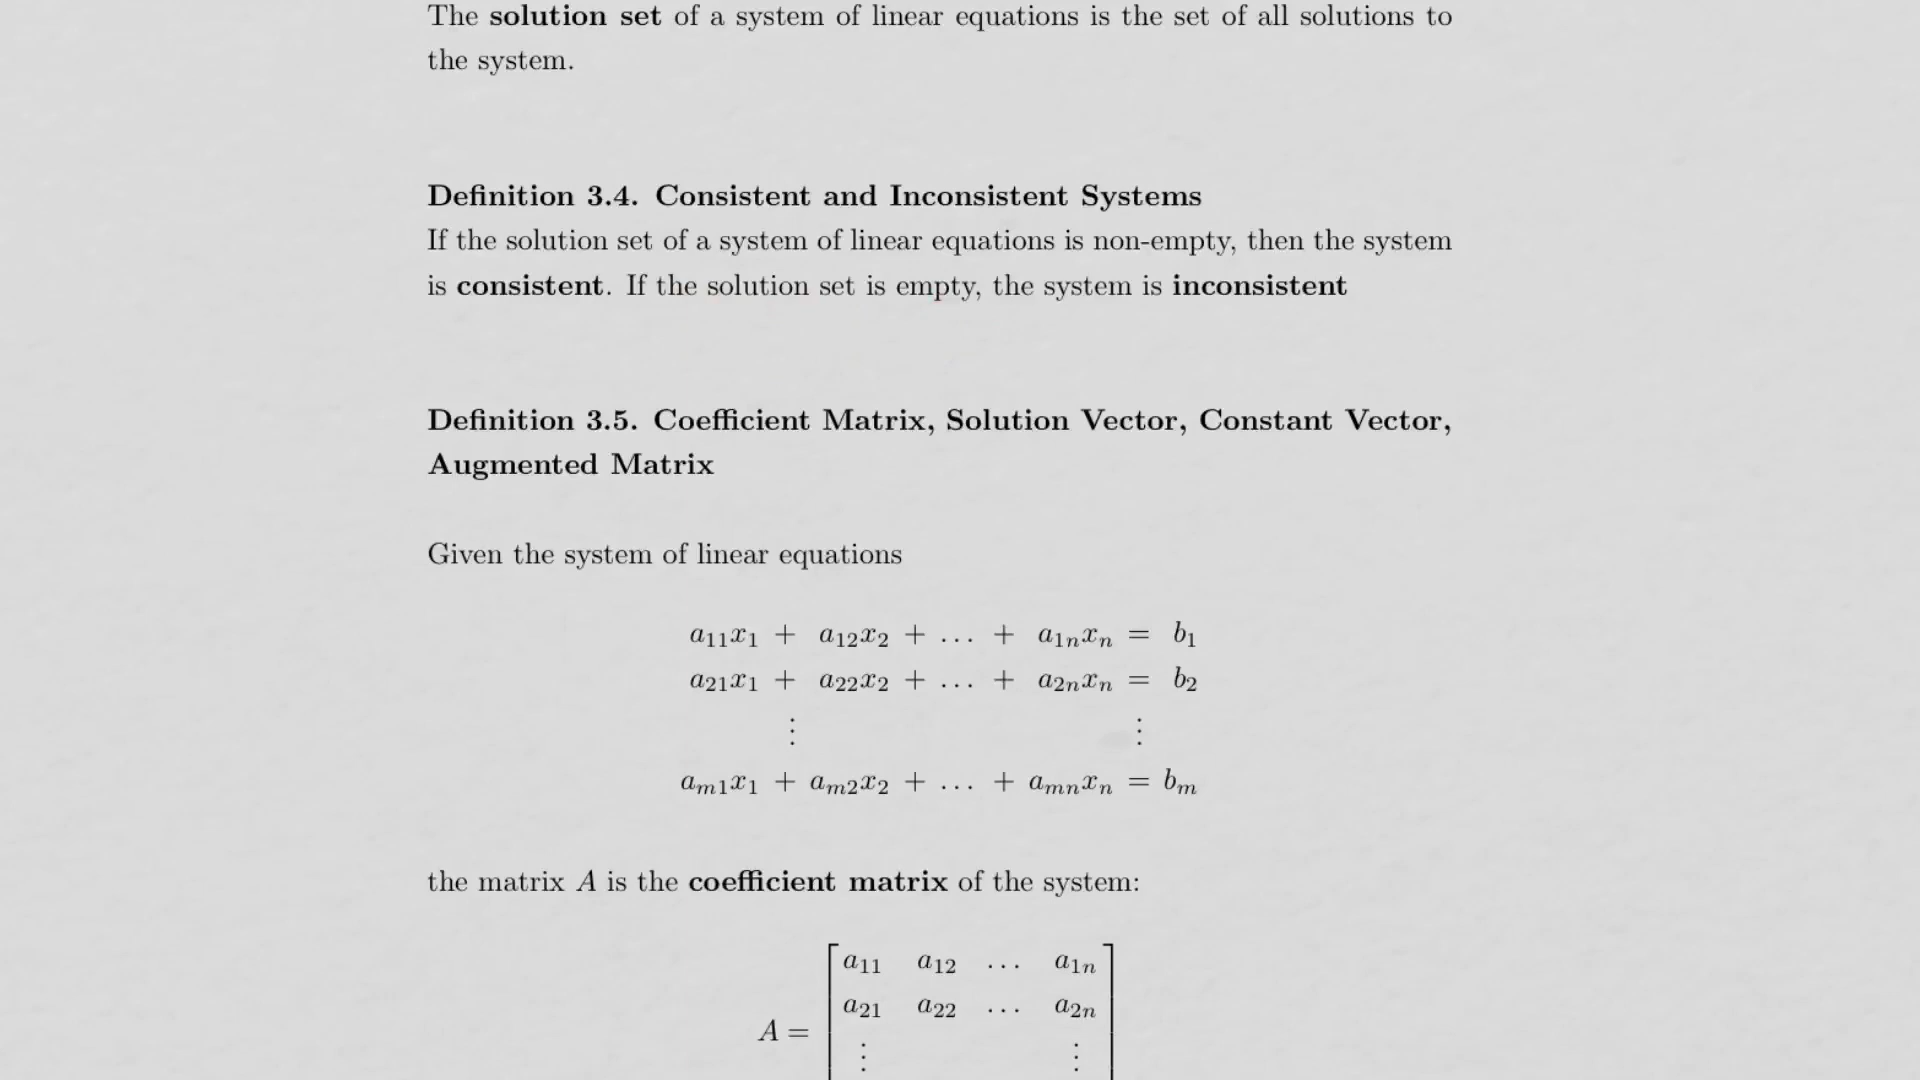 The solution set of a system of linear equations is the set of all solutions to
the system.
Definition 3.4. Consistent and Inconsistent Systems
If the solution set of a system of linear equations is non-empty, then the system
is consistent. If the solution set is empty, the system is inconsistent
Definition 3.5. Coefficient Matrix, Solution Vector, Constant Vector,
Augmented Matrix
Given the system of linear equations
a₁₁x₁ + a₁₂x₂ + ... + a₁ₙxₙ = b₁
a₂₁x₁ + a₂₂x₂ + ... + a₂ₙxₙ = b₂
⋮ ⋮
aₘ₁x₁ + aₘ₂x₂ + ... + aₘₙxₙ = bₘ
the matrix A is the coefficient matrix of the system:
a₁₁ a₁₂ ... a₁ₙ
a₂₁ a₂₂ ... a₂ₙ
A =
⋮ ⋮